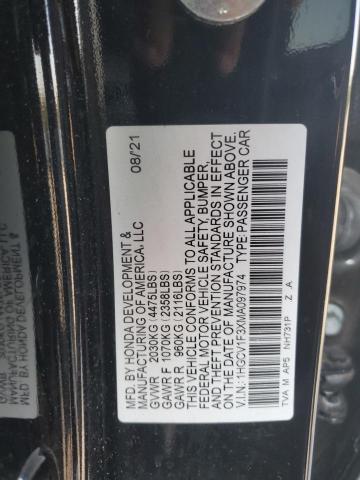 MFD. BY HONDA DEVELOPMENT &
MANUFACTURING OF AMERICA, LLC 08/21
GVWR 2030KG (4475LBS)
GAWR F 1070KG (2358LBS)
GAWR R 960KG (2116LBS)
THIS VEHICLE CONFORMS TO ALL APPLICABLE
FEDERAL MOTOR VEHICLE SAFETY, BUMPER,
AND THEFT PREVENTION STANDARDS IN EFFECT
ON THE DATE OF MANUFACTURE SHOWN ABOVE.
V.I.N.: 1HGCV1F3XMA097974 TYPE:PASSENGER CAR
TVA M AP5 NH731P Z A